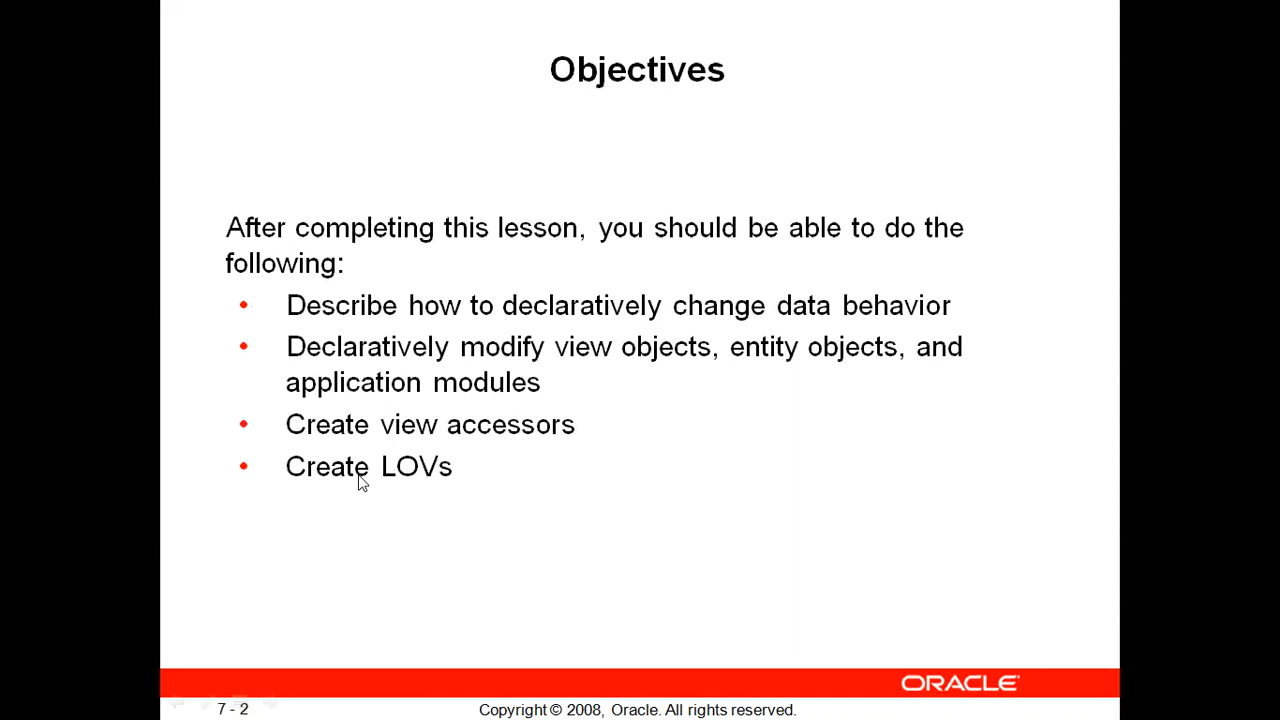 Objectives
After completing this lesson, you should be able to do the
following:
• Describe how to declaratively change data behavior
• Declaratively modify view objects, entity objects, and
application modules
• Create view accessors
• Create LOVs
ORACLE
7 - 2
Copyright © 2008, Oracle. All rights reserved.